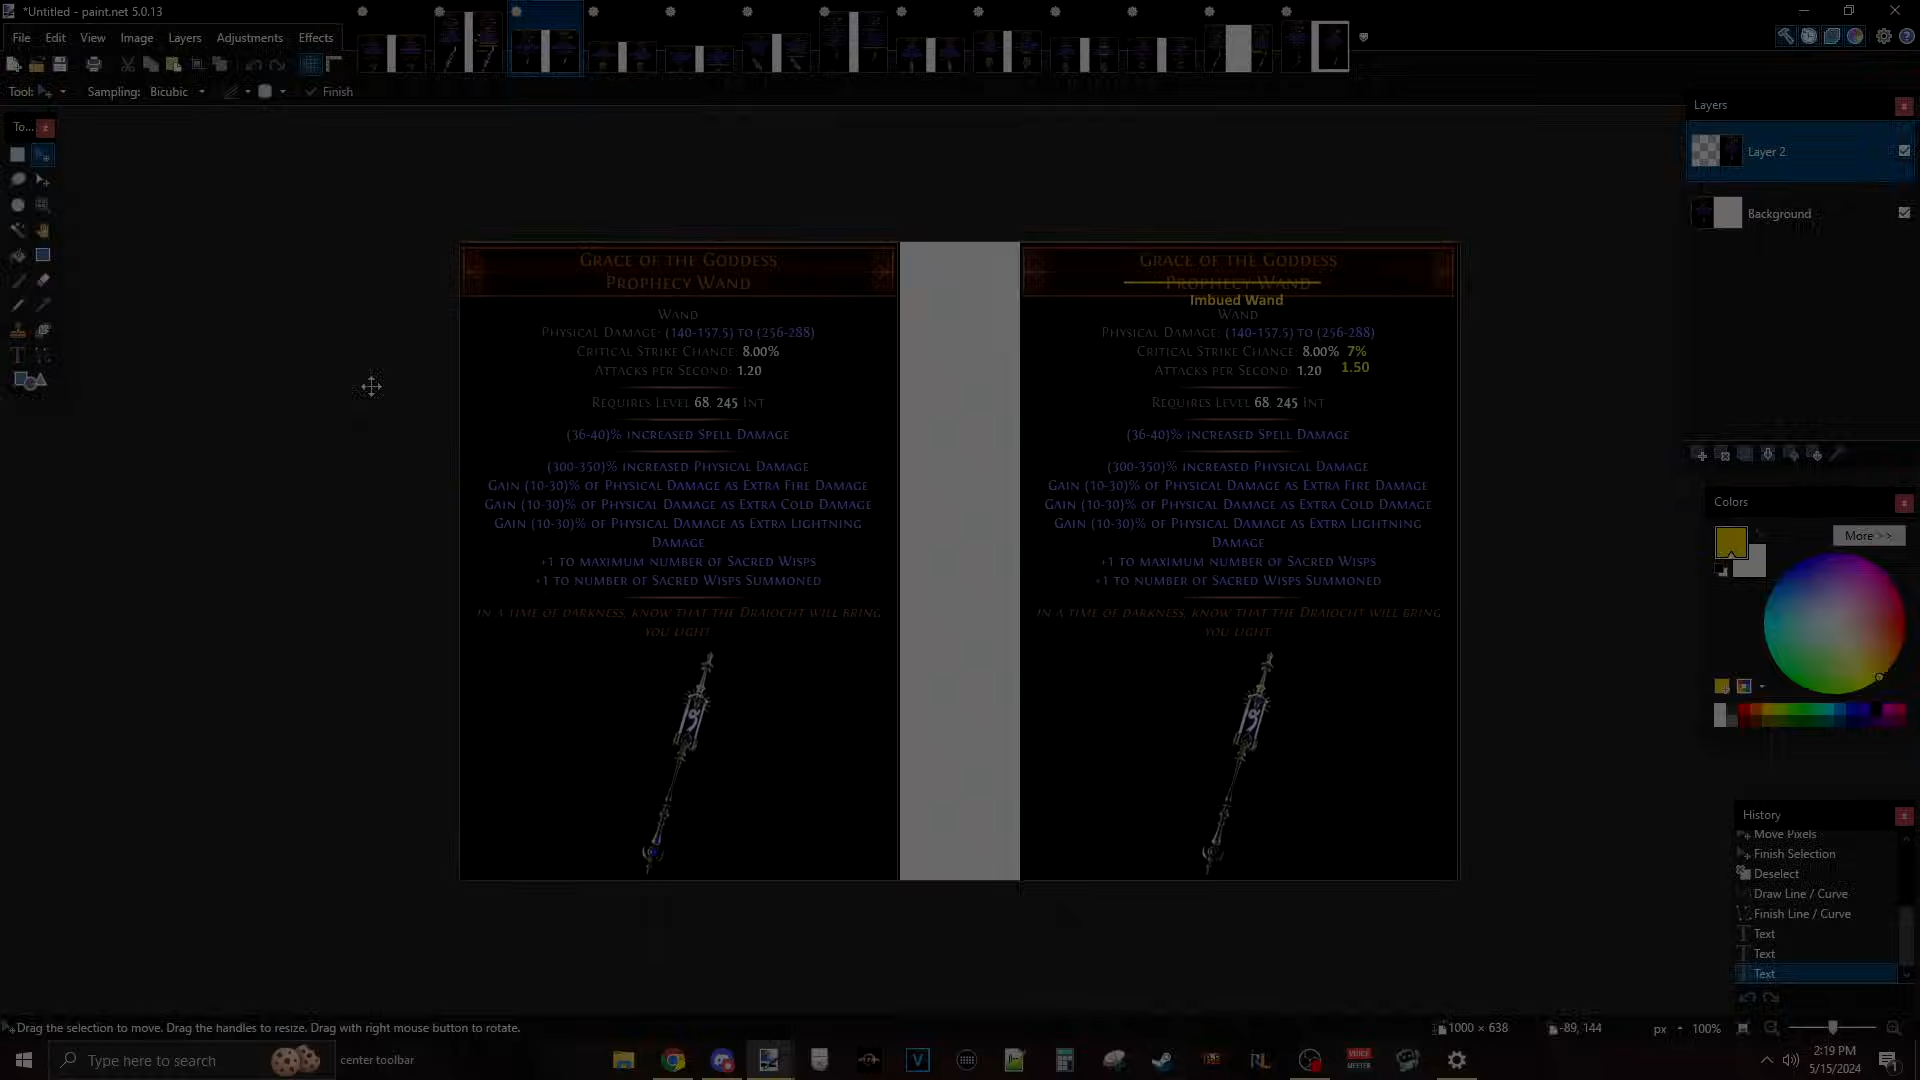 *Untitled - paint.net 5.0.13
File Edit View Image Layers Adjustments Effects
Tool: Sampling: Bicubic Finish
To...
Layers
Layer 2
Background
Grace of the Goddess
Prophecy Wand
Wand
Physical Damage: (140-157.5) to (256-288)
Critical Strike Chance: 8.00%
Attacks per Second: 1.20
Requires Level 68, 245 Int
(36-40)% increased Spell Damage
(300-350)% increased Physical Damage
Gain (10-30)% of Physical Damage as Extra Fire Damage
Gain (10-30)% of Physical Damage as Extra Cold Damage
Gain (10-30)% of Physical Damage as Extra Lightning
Damage
+1 to maximum number of Sacred Wisps
+1 to number of Sacred Wisps Summoned
In a time of darkness, know that the Draiocht will bring
you light.
Grace of the Goddess
Prophecy Wand
Imbued Wand
Wand
Physical Damage: (140-157.5) to (256-288)
Critical Strike Chance: 8.00% 7%
Attacks per Second: 1.20 1.50
Requires Level 68, 245 Int
(36-40)% increased Spell Damage
(300-350)% increased Physical Damage
Gain (10-30)% of Physical Damage as Extra Fire Damage
Gain (10-30)% of Physical Damage as Extra Cold Damage
Gain (10-30)% of Physical Damage as Extra Lightning
Damage
+1 to maximum number of Sacred Wisps
+1 to number of Sacred Wisps Summoned
In a time of darkness, know that the Draiocht will bring
you light.
Colors
More >>
History
Move Pixels
Finish Selection
Deselect
Draw Line / Curve
Finish Line / Curve
Text
Text
Text
Drag the selection to move. Drag the handles to resize. Drag with right mouse button to rotate.
1000 × 638
-89, 144
px
100%
Type here to search
center toolbar
2:19 PM
5/15/2024